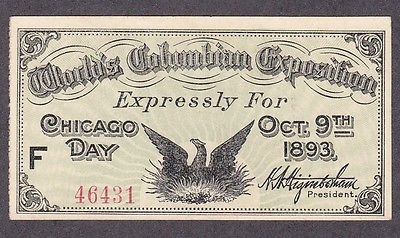 World's Columbian Exposition
Expressly For
CHICAGO DAY
OCT. 9TH 1893.
F
46431
H. N. Higinbotham
President.